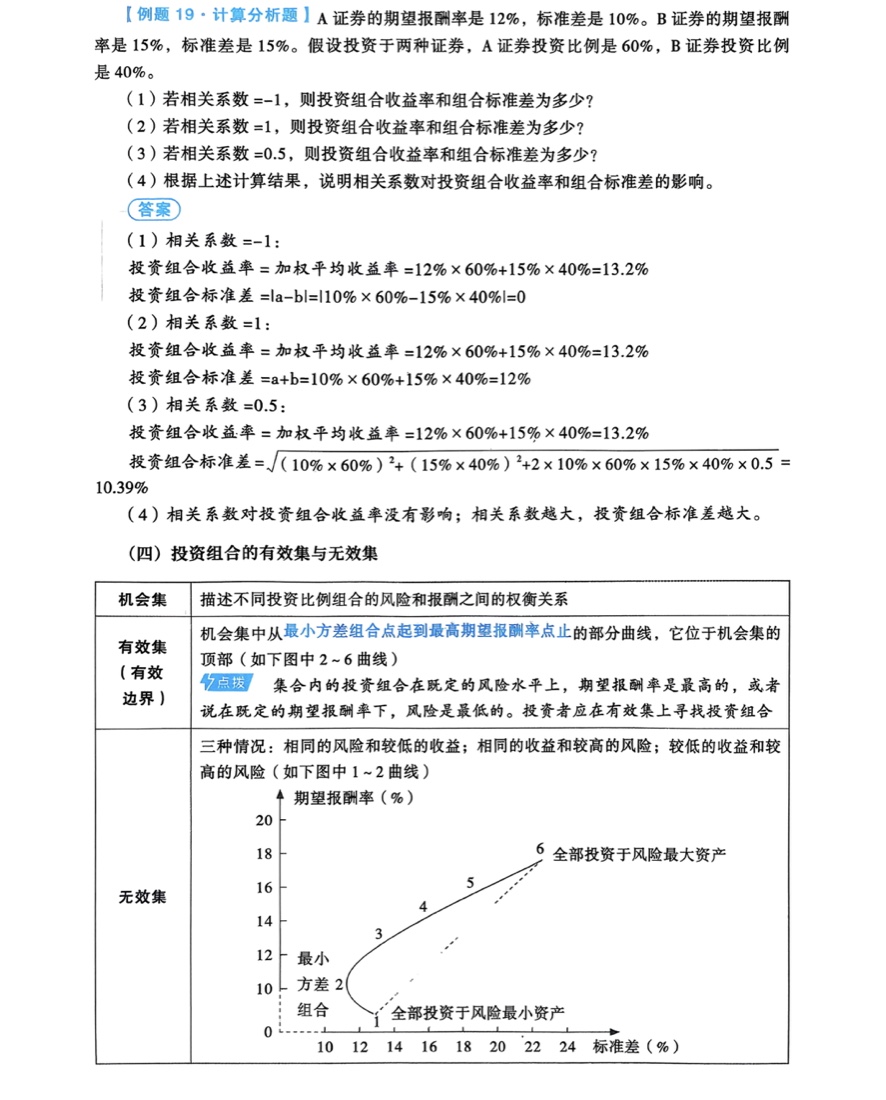 【例题 19·计算分析题】A 证券的期望报酬率是 12%，标准差是 10%。B 证券的期望报酬
率是 15%，标准差是 15%。假设投资于两种证券，A 证券投资比例是 60%，B 证券投资比例
是 40%。
（1）若相关系数 =-1，则投资组合收益率和组合标准差为多少？
（2）若相关系数 =1，则投资组合收益率和组合标准差为多少？
（3）若相关系数 =0.5，则投资组合收益率和组合标准差为多少？
（4）根据上述计算结果，说明相关系数对投资组合收益率和组合标准差的影响。
答案
（1）相关系数 =-1：
投资组合收益率 = 加权平均收益率 =12%×60%+15%×40%=13.2%
投资组合标准差 =|a-b|=|10%×60%-15%×40%|=0
（2）相关系数 =1：
投资组合收益率 = 加权平均收益率 =12%×60%+15%×40%=13.2%
投资组合标准差 =a+b=10%×60%+15%×40%=12%
（3）相关系数 =0.5：
投资组合收益率 = 加权平均收益率 =12%×60%+15%×40%=13.2%
投资组合标准差 =√（10%×60%）²+（15%×40%）²+2×10%×60%×15%×40%×0.5 =
10.39%
（4）相关系数对投资组合收益率没有影响；相关系数越大，投资组合标准差越大。
（四）投资组合的有效集与无效集
机会集
描述不同投资比例组合的风险和报酬之间的权衡关系
有效集
（有效
边界）
机会集中从最小方差组合点起到最高期望报酬率点止的部分曲线，它位于机会集的
顶部（如下图中 2~6 曲线）
点拨 集合内的投资组合在既定的风险水平上，期望报酬率是最高的，或者
说在既定的期望报酬率下，风险是最低的。投资者应在有效集上寻找投资组合
无效集
三种情况：相同的风险和较低的收益；相同的收益和较高的风险；较低的收益和较
高的风险（如下图中 1~2 曲线）
期望报酬率（%）
20
18
16
14
12
10
0
6 全部投资于风险最大资产
5
4
3
最小
方差 2
组合
1 全部投资于风险最小资产
10 12 14 16 18 20 22 24 标准差（%）